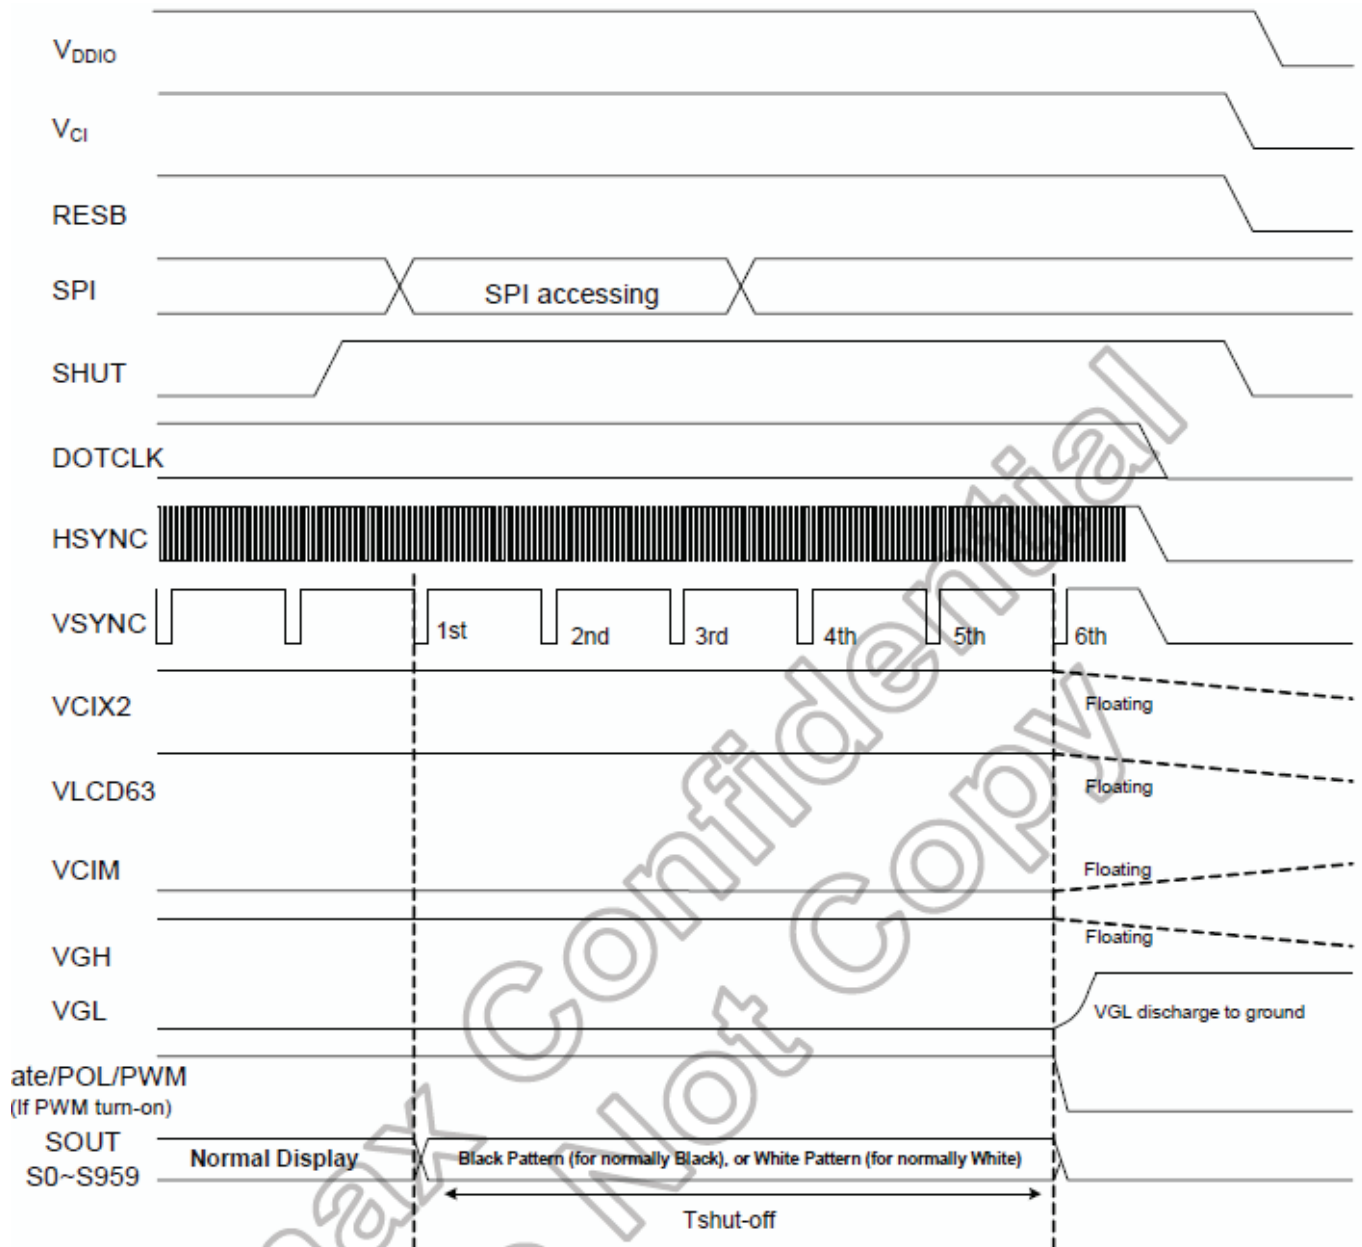 VDDIO
VCI
RESB
SPI
SPI accessing
SHUT
DOTCLK
HSYNC
VSYNC
1st
2nd
3rd
4th
5th
6th
VCIX2
Floating
VLCD63
Floating
VCIM
Floating
VGH
Floating
VGL
VGL discharge to ground
ate/POL/PWM
(If PWM turn-on)
SOUT
S0~S959
Normal Display
Black Pattern (for normally Black), or White Pattern (for normally White)
Tshut-off
ax Confidential
Not Copy